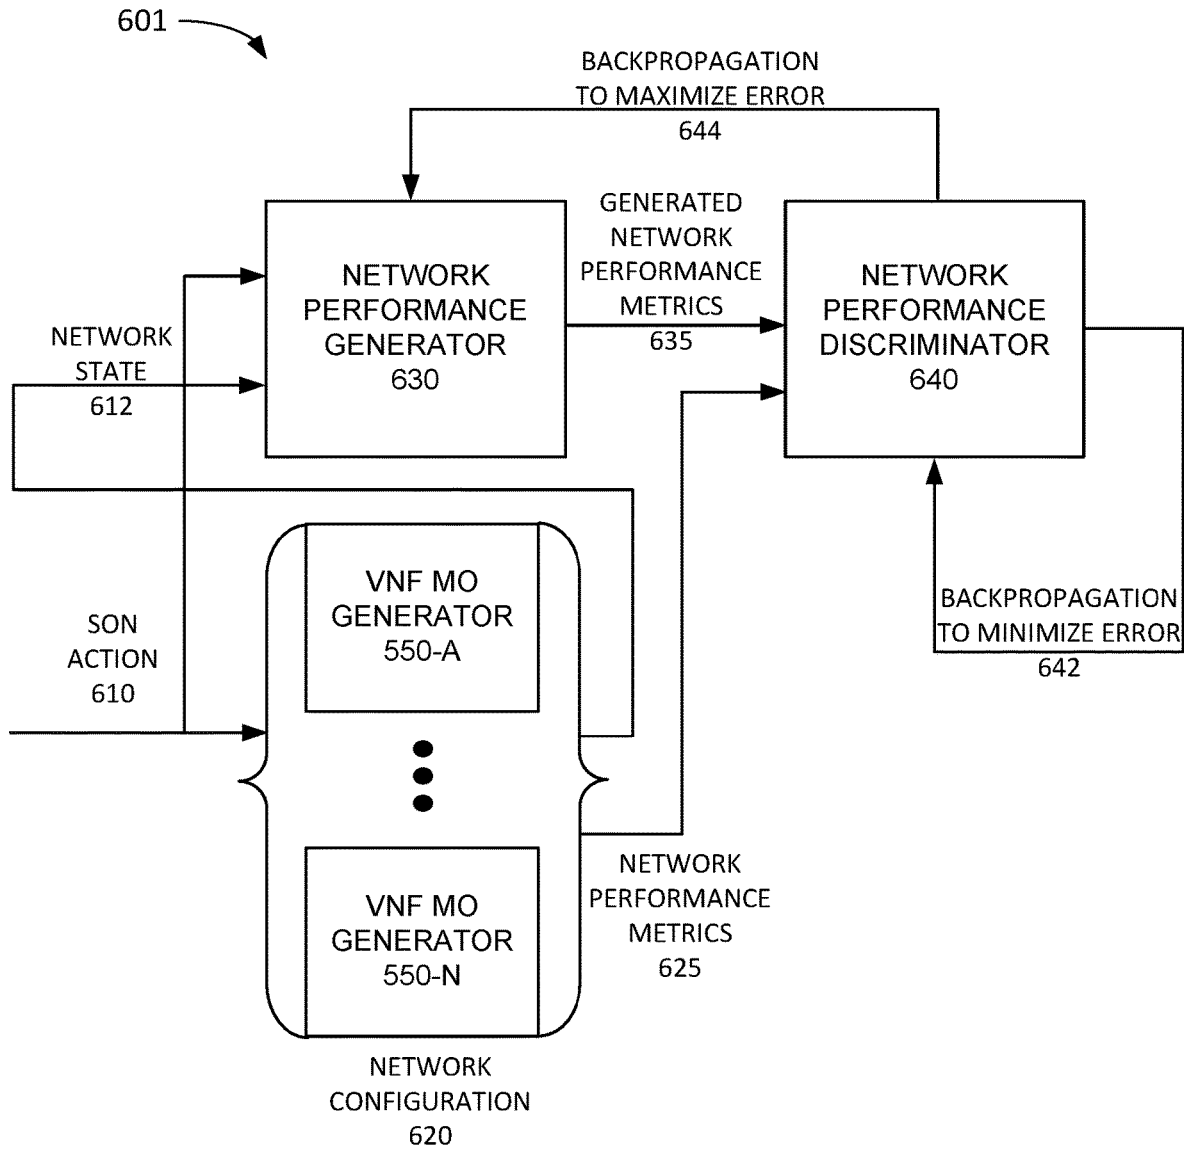 601
BACKPROPAGATION
TO MAXIMIZE ERROR
644
GENERATED
NETWORK
PERFORMANCE
METRICS
635
NETWORK
PERFORMANCE
GENERATOR
630
NETWORK
PERFORMANCE
DISCRIMINATOR
640
NETWORK
STATE
612
VNF MO
GENERATOR
550-A
BACKPROPAGATION
TO MINIMIZE ERROR
642
SON
ACTION
610
VNF MO
GENERATOR
550-N
NETWORK
PERFORMANCE
METRICS
625
NETWORK
CONFIGURATION
620